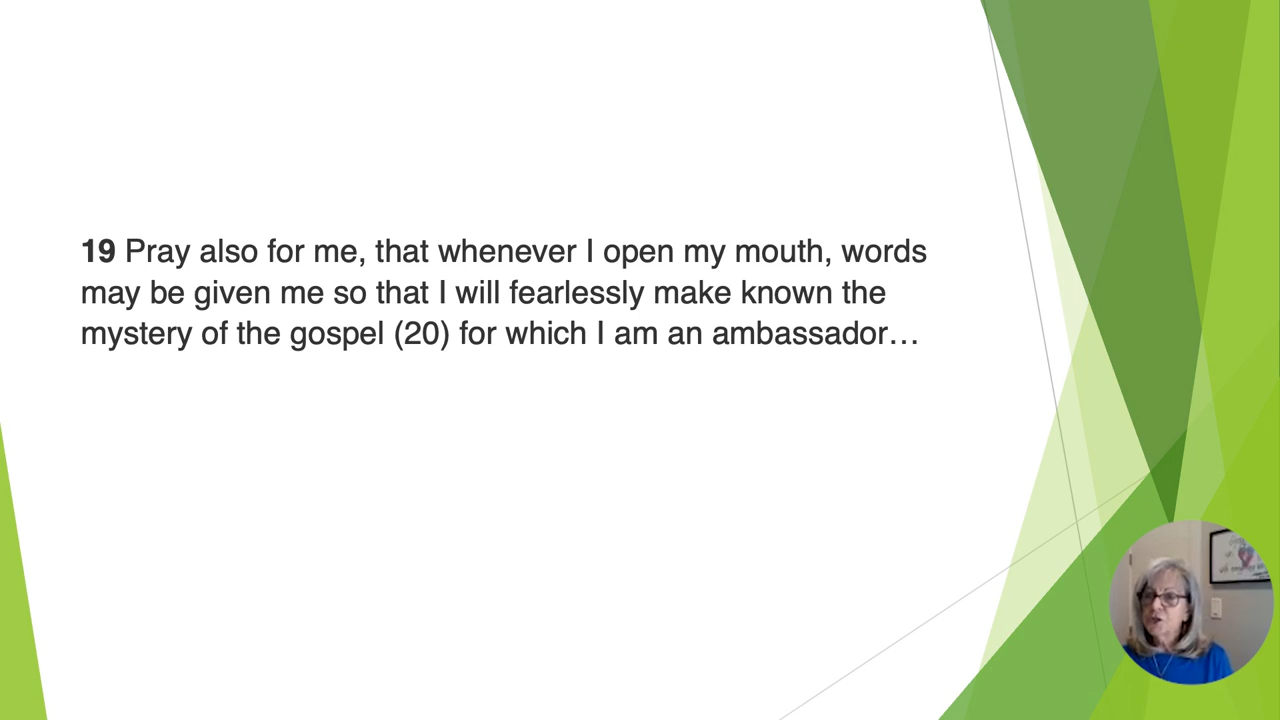 19 Pray also for me, that whenever I open my mouth, words
may be given me so that I will fearlessly make known the
mystery of the gospel (20) for which I am an ambassador…